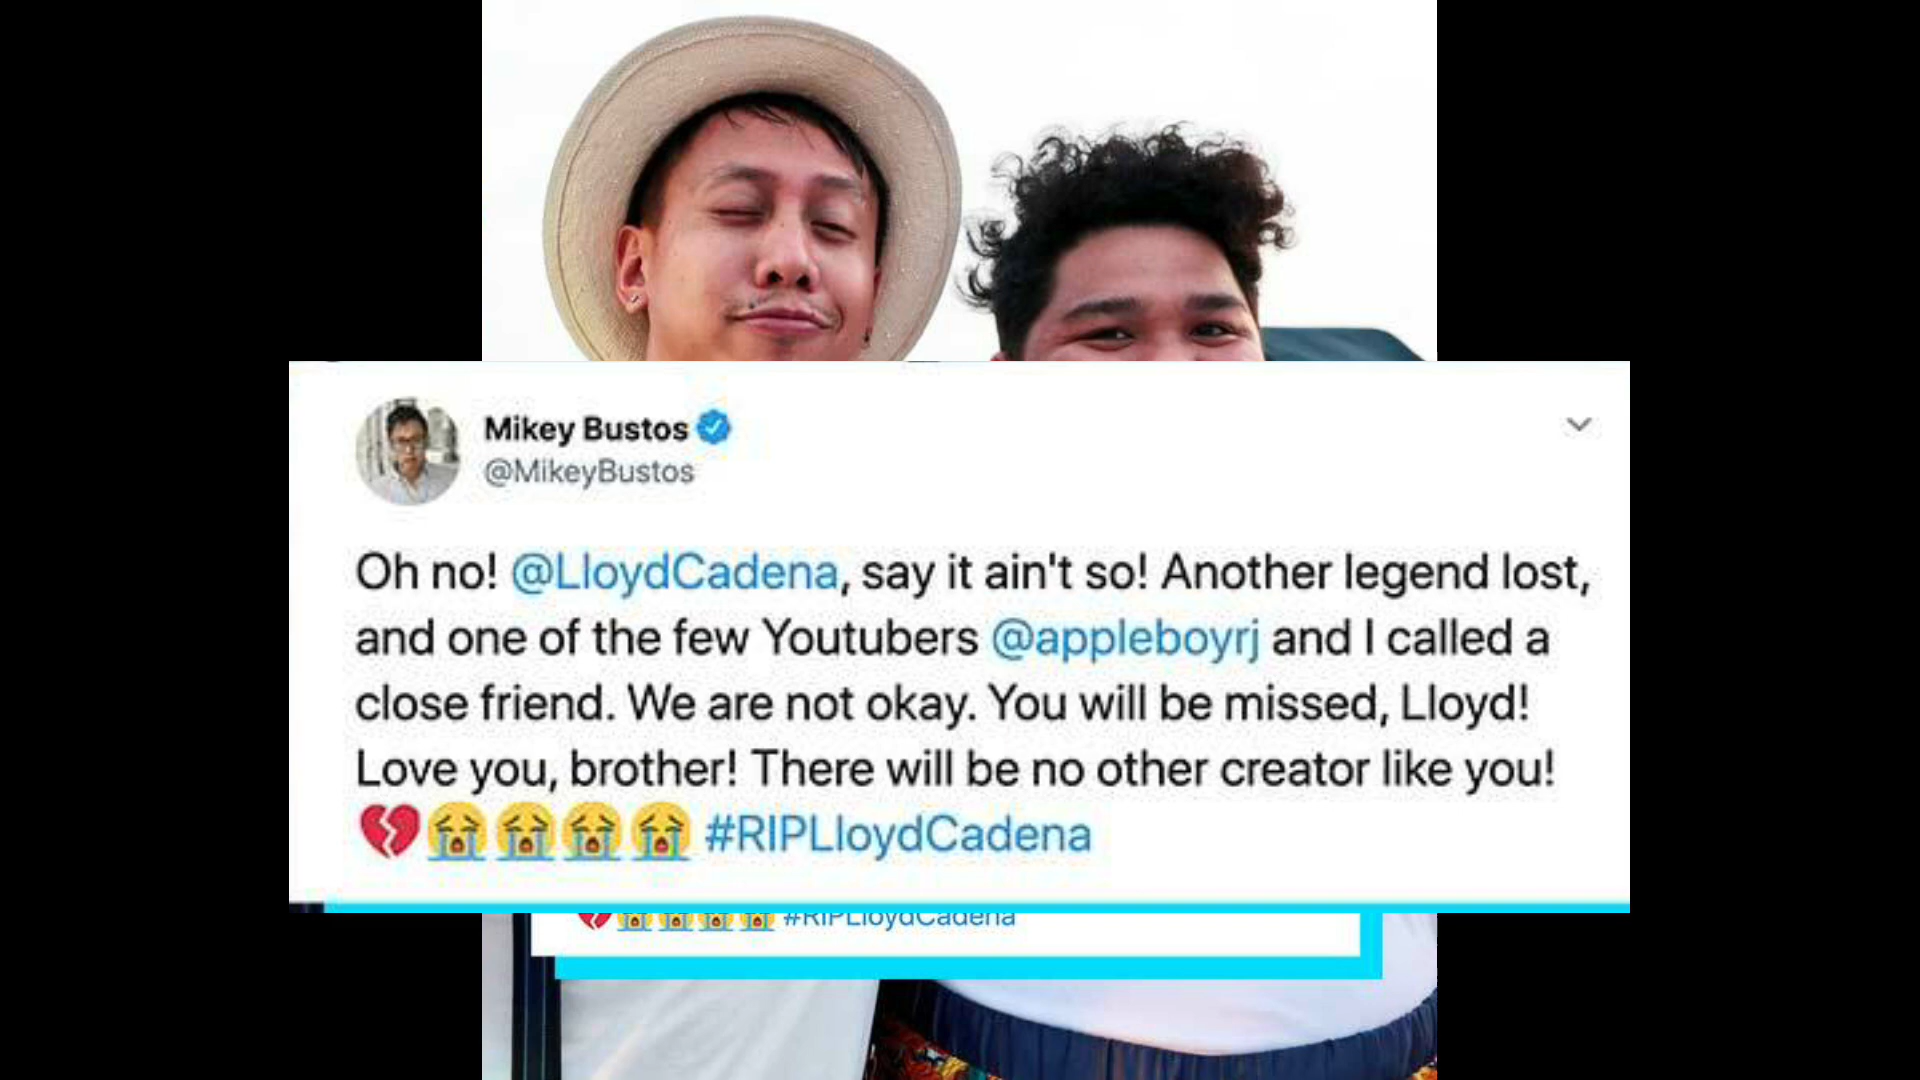 Mikey Bustos
@MikeyBustos
Oh no! @LloydCadena, say it ain't so! Another legend lost,
and one of the few Youtubers @appleboyrj and I called a
close friend. We are not okay. You will be missed, Lloyd!
Love you, brother! There will be no other creator like you!
💔😭😭😭😭 #RIPLloydCadena
💔😭😭😭😭 #RIPLloydCadena